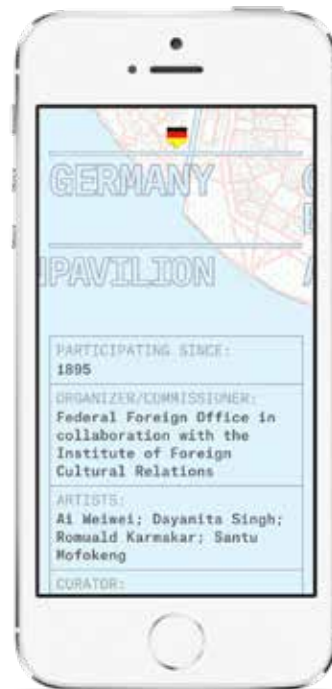 GERMANY
PAVILION
PARTICIPATING SINCE:
1895
ORGANIZER/COMMISSIONER:
Federal Foreign Office in
collaboration with the
Institute of Foreign
Cultural Relations
ARTISTS:
Ai Weiwei; Dayanita Singh;
Romuald Karmakar; Santu
Mofokeng
CURATOR: